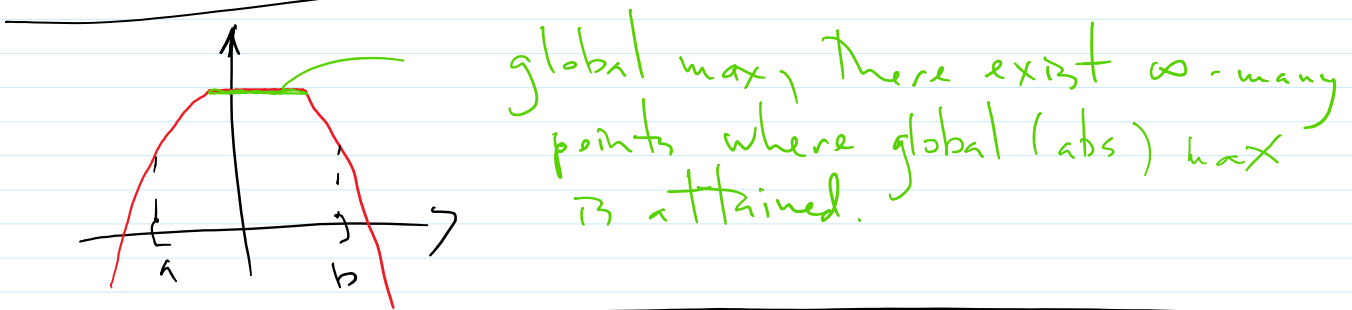 global max, there exist ∞-many
points where global (abs) max
is attained.
[ a
) b